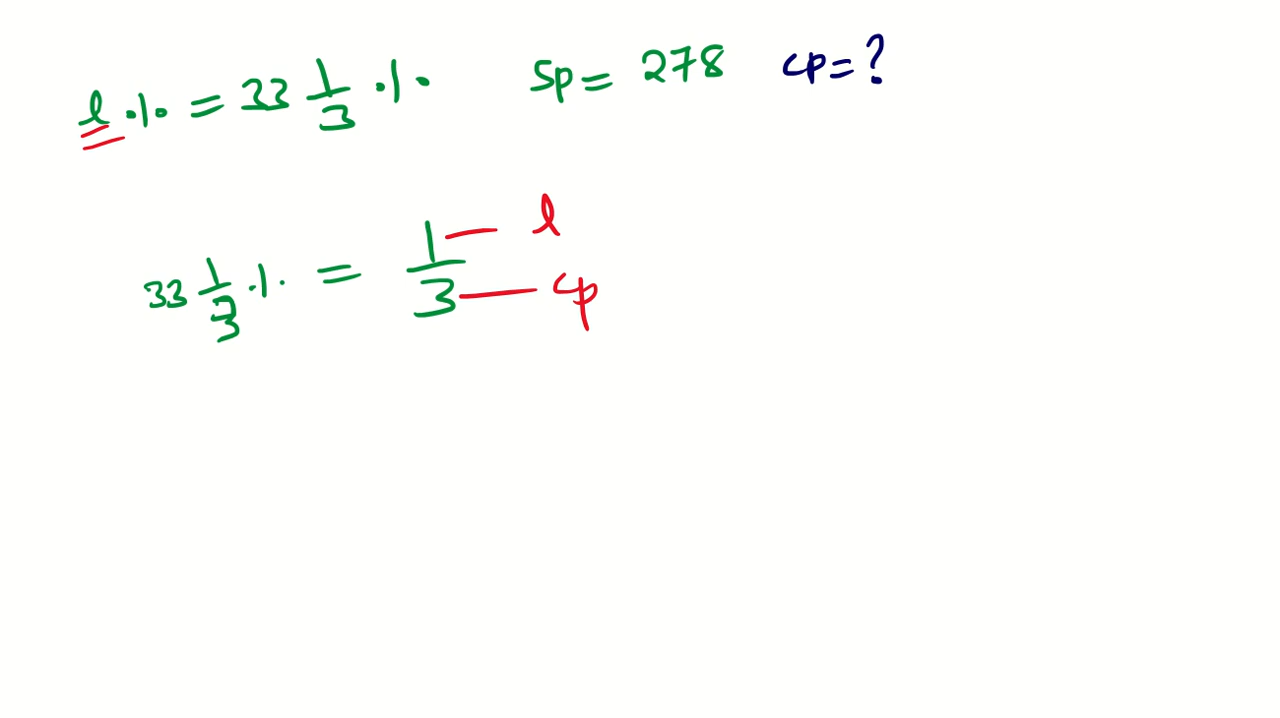 l % = 33 1/3 % SP = 278 CP = ?
33 1/3 % = 1/3 — l — CP